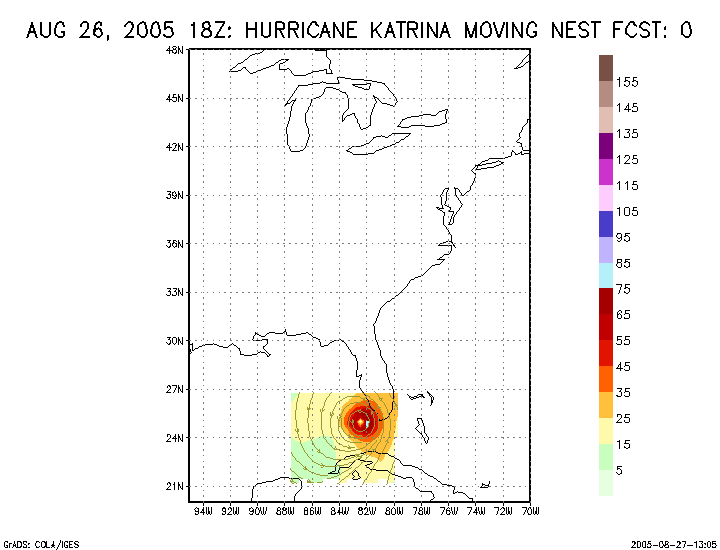 AUG 26, 2005 18Z: HURRICANE KATRINA MOVING NEST FCST: 0
48N
45N
42N
39N
36N
33N
30N
27N
24N
21N
94W 92W 90W 88W 86W 84W 82W 80W 78W 76W 74W 72W 70W
155
145
135
125
115
105
95
85
75
65
55
45
35
25
15
5
GrADS: COLA/IGES
2005-08-27-13:05